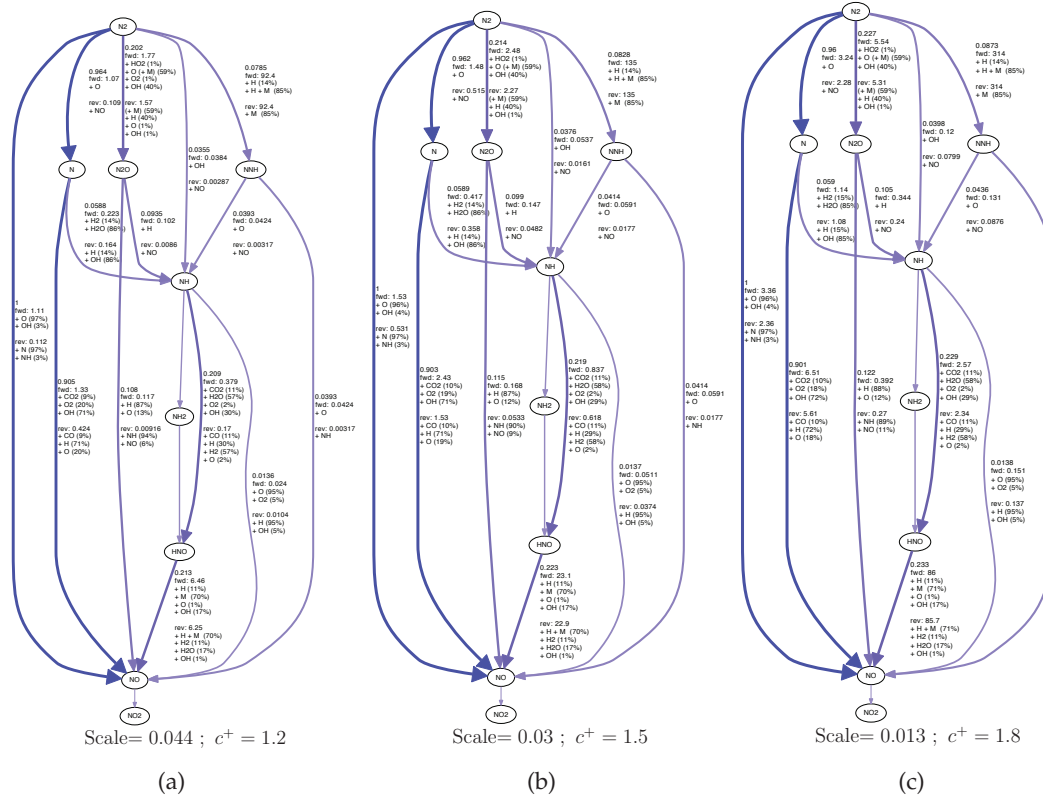 N2
0.202
fwd: 1.77
+ HO2 (1%)
+ O (+ M) (59%)
+ O2 (1%)
+ OH (40%)
rev: 1.57
(+ M) (59%)
+ H (40%)
+ O (1%)
+ OH (1%)
0.964
fwd: 1.07
+ O
rev: 0.109
+ NO
0.0785
fwd: 92.4
+ H (14%)
+ H + M (85%)
rev: 92.4
+ M (85%)
0.0355
fwd: 0.0384
+ OH
rev: 0.00287
+ NO
N
N2O
NNH
0.0588
fwd: 0.223
+ H2 (14%)
+ H2O (86%)
rev: 0.164
+ H (14%)
+ OH (86%
0.0935
fwd: 0.102
+ H
rev: 0.0086
+ NO
0.0393
fwd: 0.0424
+ O
rev: 0.00317
+ NO
NH
1
fwd: 1.11
+ O (97%)
+ OH (3%)
rev: 0.112
+ N (97%)
+ NH (3%)
0.905
fwd: 1.33
+ CO2 (9%)
+ O2 (20%)
+ OH (71%)
rev: 0.424
+ CO (9%)
+ H (71%)
+ O (20%)
0.108
fwd: 0.117
+ H (87%)
+ O (13%)
rev: 0.00916
+ NH (94%)
+ NO (6%)
0.209
fwd: 0.379
+ CO2 (11%)
+ H2O (57%)
+ O2 (2%)
+ OH (30%)
rev: 0.17
+ CO (11%)
+ H (30%)
+ H2 (57%)
+ O (2%)
0.0393
fwd: 0.0424
+ O
rev: 0.00317
+ NH
NH2
0.0136
fwd: 0.024
+ O (95%)
+ O2 (5%)
rev: 0.0104
+ H (95%)
+ OH (5%)
HNO
0.213
fwd: 6.46
+ H (11%)
+ M (70%)
+ O (1%)
+ OH (17%)
rev: 6.25
+ H + M (70%)
+ H2 (11%)
+ H2O (17%)
+ OH (1%)
NO
NO2
Scale= 0.044 ; c+ = 1.2
(a)
N2
0.214
fwd: 2.48
+ HO2 (1%)
+ O (+ M) (59%)
+ OH (40%)
rev: 2.27
(+ M) (59%)
+ H (40%)
+ OH (1%)
0.962
fwd: 1.48
+ O
rev: 0.515
+ NO
0.0828
fwd: 135
+ H (14%)
+ H + M (85%)
rev: 135
+ M (85%)
0.0376
fwd: 0.0537
+ OH
rev: 0.0161
+ NO
N
N2O
NNH
0.0589
fwd: 0.417
+ H2 (14%)
+ H2O (86%)
rev: 0.358
+ H (14%)
+ OH (86%)
0.099
fwd: 0.147
+ H
rev: 0.0482
+ NO
0.0414
fwd: 0.0591
+ O
rev: 0.0177
+ NO
NH
1
fwd: 1.53
+ O (96%)
+ OH (4%)
rev: 0.531
+ N (97%)
+ NH (3%)
0.903
fwd: 2.43
+ CO2 (10%)
+ O2 (19%)
+ OH (71%)
rev: 1.53
+ CO (10%)
+ H (71%)
+ O (19%)
0.115
fwd: 0.168
+ H (87%)
+ O (12%)
rev: 0.0533
+ NH (90%)
+ NO (9%)
0.219
fwd: 0.837
+ CO2 (11%)
+ H2O (58%)
+ O2 (2%)
+ OH (29%)
rev: 0.618
+ CO (11%)
+ H (29%)
+ H2 (58%)
+ O (2%)
0.0414
fwd: 0.0591
+ O
rev: 0.0177
+ NH
NH2
0.0137
fwd: 0.0511
+ O (95%)
+ O2 (5%)
rev: 0.0374
+ H (95%)
+ OH (5%)
HNO
0.223
fwd: 23.1
+ H (11%)
+ M (70%)
+ O (1%)
+ OH (17%)
rev: 22.9
+ H + M (70%)
+ H2 (11%)
+ H2O (17%)
+ OH (1%)
NO
NO2
Scale= 0.03 ; c+ = 1.5
(b)
N2
0.227
fwd: 5.54
+ HO2 (1%)
+ O (+ M) (59%)
+ OH (40%)
rev: 5.31
(+ M) (59%)
+ H (40%)
+ OH (1%)
0.96
fwd: 3.24
+ O
rev: 2.28
+ NO
0.0873
fwd: 314
+ H (14%)
+ H + M (85%)
rev: 314
+ M (85%)
0.0398
fwd: 0.12
+ OH
rev: 0.0799
+ NO
N
N2O
NNH
0.059
fwd: 1.14
+ H2 (15%)
+ H2O (85%)
rev: 1.08
+ H (15%)
+ OH (85%)
0.105
fwd: 0.344
+ H
rev: 0.24
+ NO
0.0436
fwd: 0.131
+ O
rev: 0.0876
+ NO
NH
1
fwd: 3.36
+ O (96%)
+ OH (4%)
rev: 2.36
+ N (97%)
+ NH (3%)
0.901
fwd: 6.51
+ CO2 (10%)
+ O2 (18%)
+ OH (72%)
rev: 5.61
+ CO (10%)
+ H (72%)
+ O (18%)
0.122
fwd: 0.392
+ H (88%)
+ O (12%)
rev: 0.27
+ NH (89%)
+ NO (11%)
0.229
fwd: 2.57
+ CO2 (11%)
+ H2O (58%)
+ O2 (2%)
+ OH (29%)
rev: 2.34
+ CO (11%)
+ H (29%)
+ H2 (58%)
+ O (2%)
NH2
0.0138
fwd: 0.151
+ O (95%)
+ O2 (5%)
rev: 0.137
+ H (95%)
+ OH (5%)
HNO
0.233
fwd: 86
+ H (11%)
+ M (71%)
+ O (1%)
+ OH (17%)
rev: 85.7
+ H + M (71%)
+ H2 (11%)
+ H2O (17%)
+ OH (1%)
NO
NO2
Scale= 0.013 ; c+ = 1.8
(c)